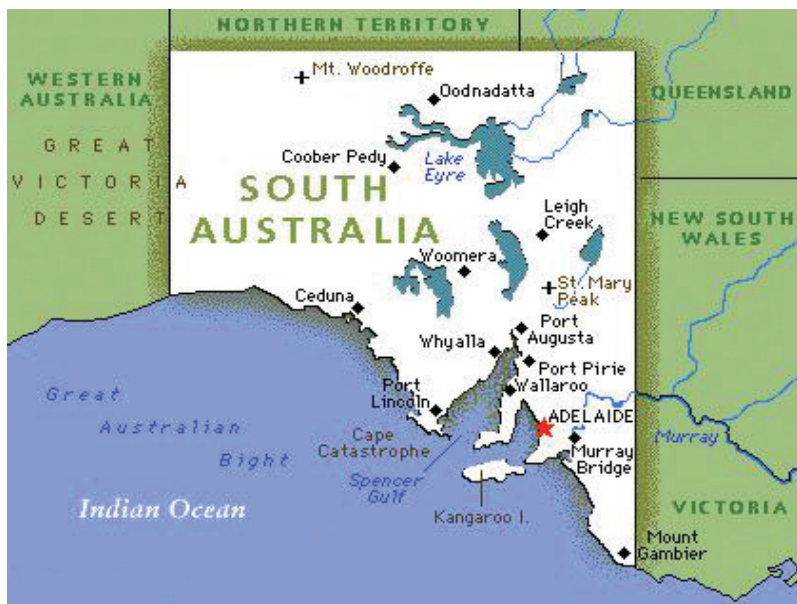 NORTHERN TERRITORY
WESTERN
AUSTRALIA
Mt. Woodroffe
Oodnadatta
QUEENSLAND
GREAT
VICTORIA
DESERT
Coober Pedy
Lake
Eyre
SOUTH
AUSTRALIA
Leigh
Creek
NEW SOUTH
WALES
Woomera
St. Mary
Peak
Ceduna
Port
Augusta
Whyalla
Port Pirie
Wallaroo
Port
Lincoln
Great
Australian
Bight
ADELAIDE
Cape
Catastrophe
Murray
Bridge
Murray
Spencer
Gulf
Indian Ocean
Kangaroo I.
VICTORIA
Mount
Gambier